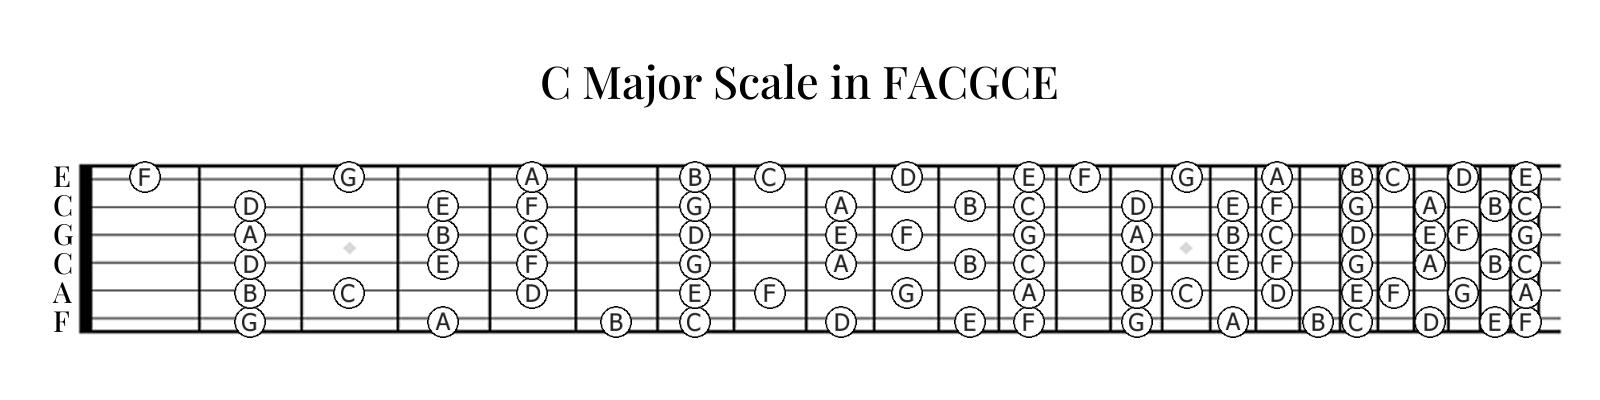 C Major Scale in FACGCE
E F G A B C D E F G A B C D E
C D E F G A B C D E F G A B C
G A B C D E F G A B C D E F G
C D E F G A B C D E F G A B C
A B C D E F G A B C D E F G A
F G A B C D E F G A B C D E F